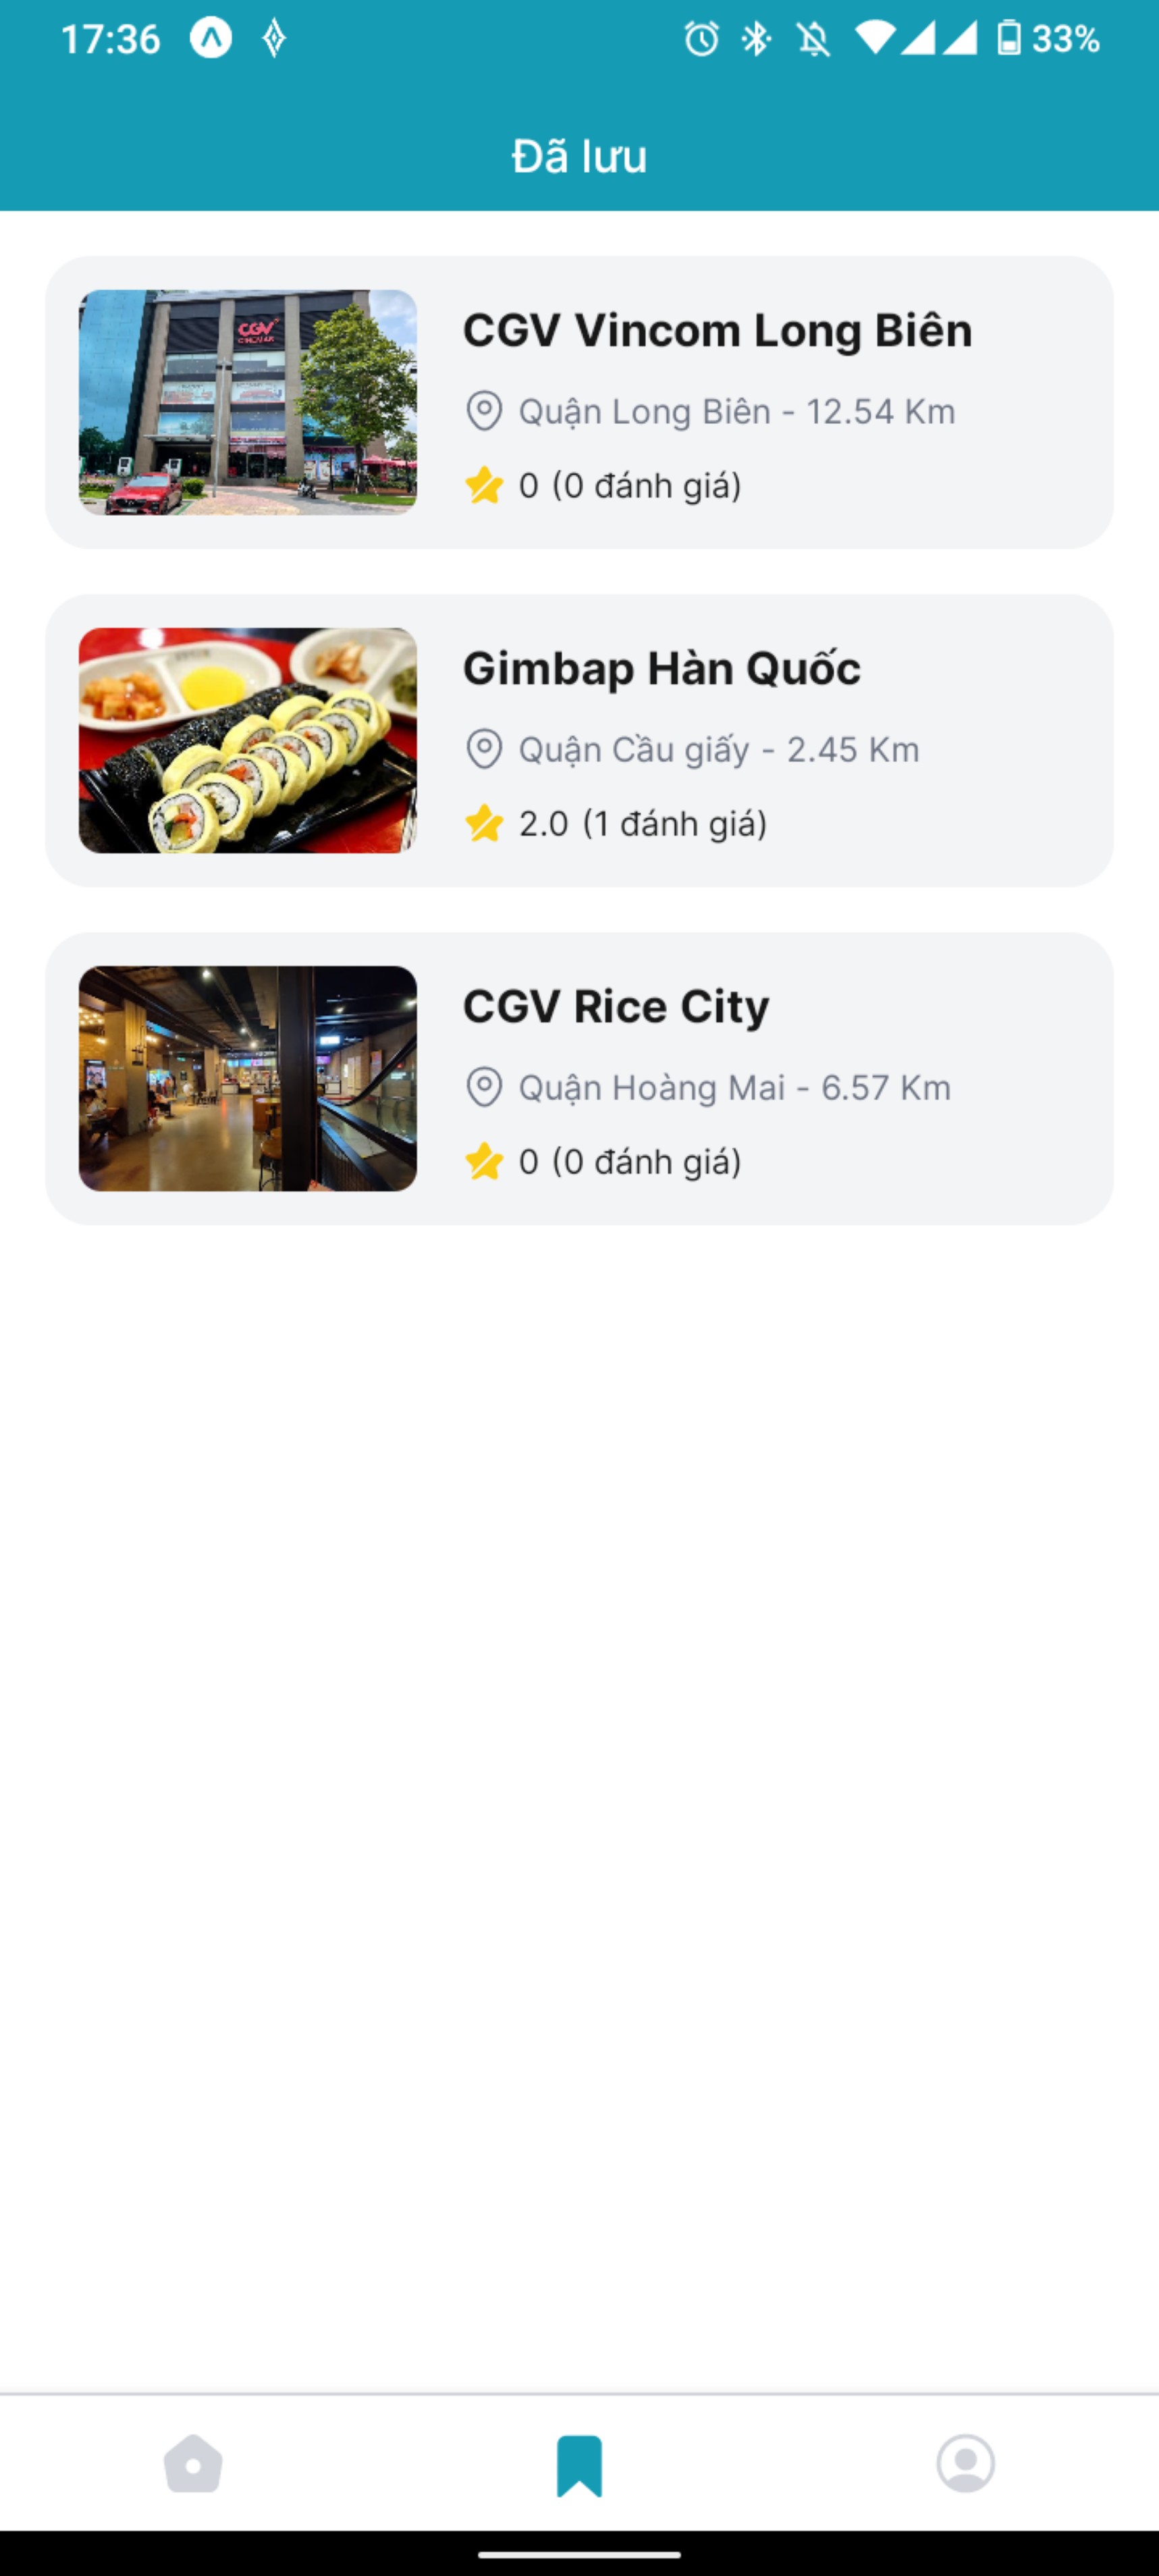 17:36
33%
Đã lưu
CGV
CGV Vincom Long Biên
Quận Long Biên - 12.54 Km
0 (0 đánh giá)
Gimbap Hàn Quốc
Quận Cầu giấy - 2.45 Km
2.0 (1 đánh giá)
CGV Rice City
Quận Hoàng Mai - 6.57 Km
0 (0 đánh giá)